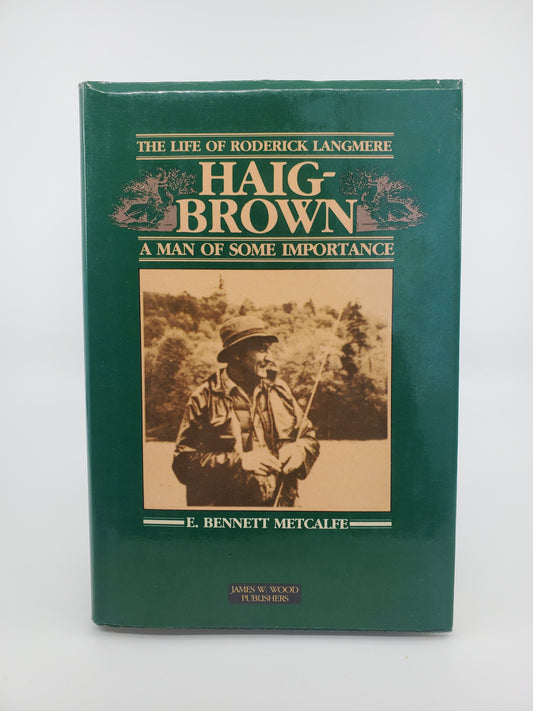 THE LIFE OF RODERICK LANGMERE
HAIG-
BROWN
A MAN OF SOME IMPORTANCE
E. BENNETT METCALFE
JAMES W. WOOD
PUBLISHERS